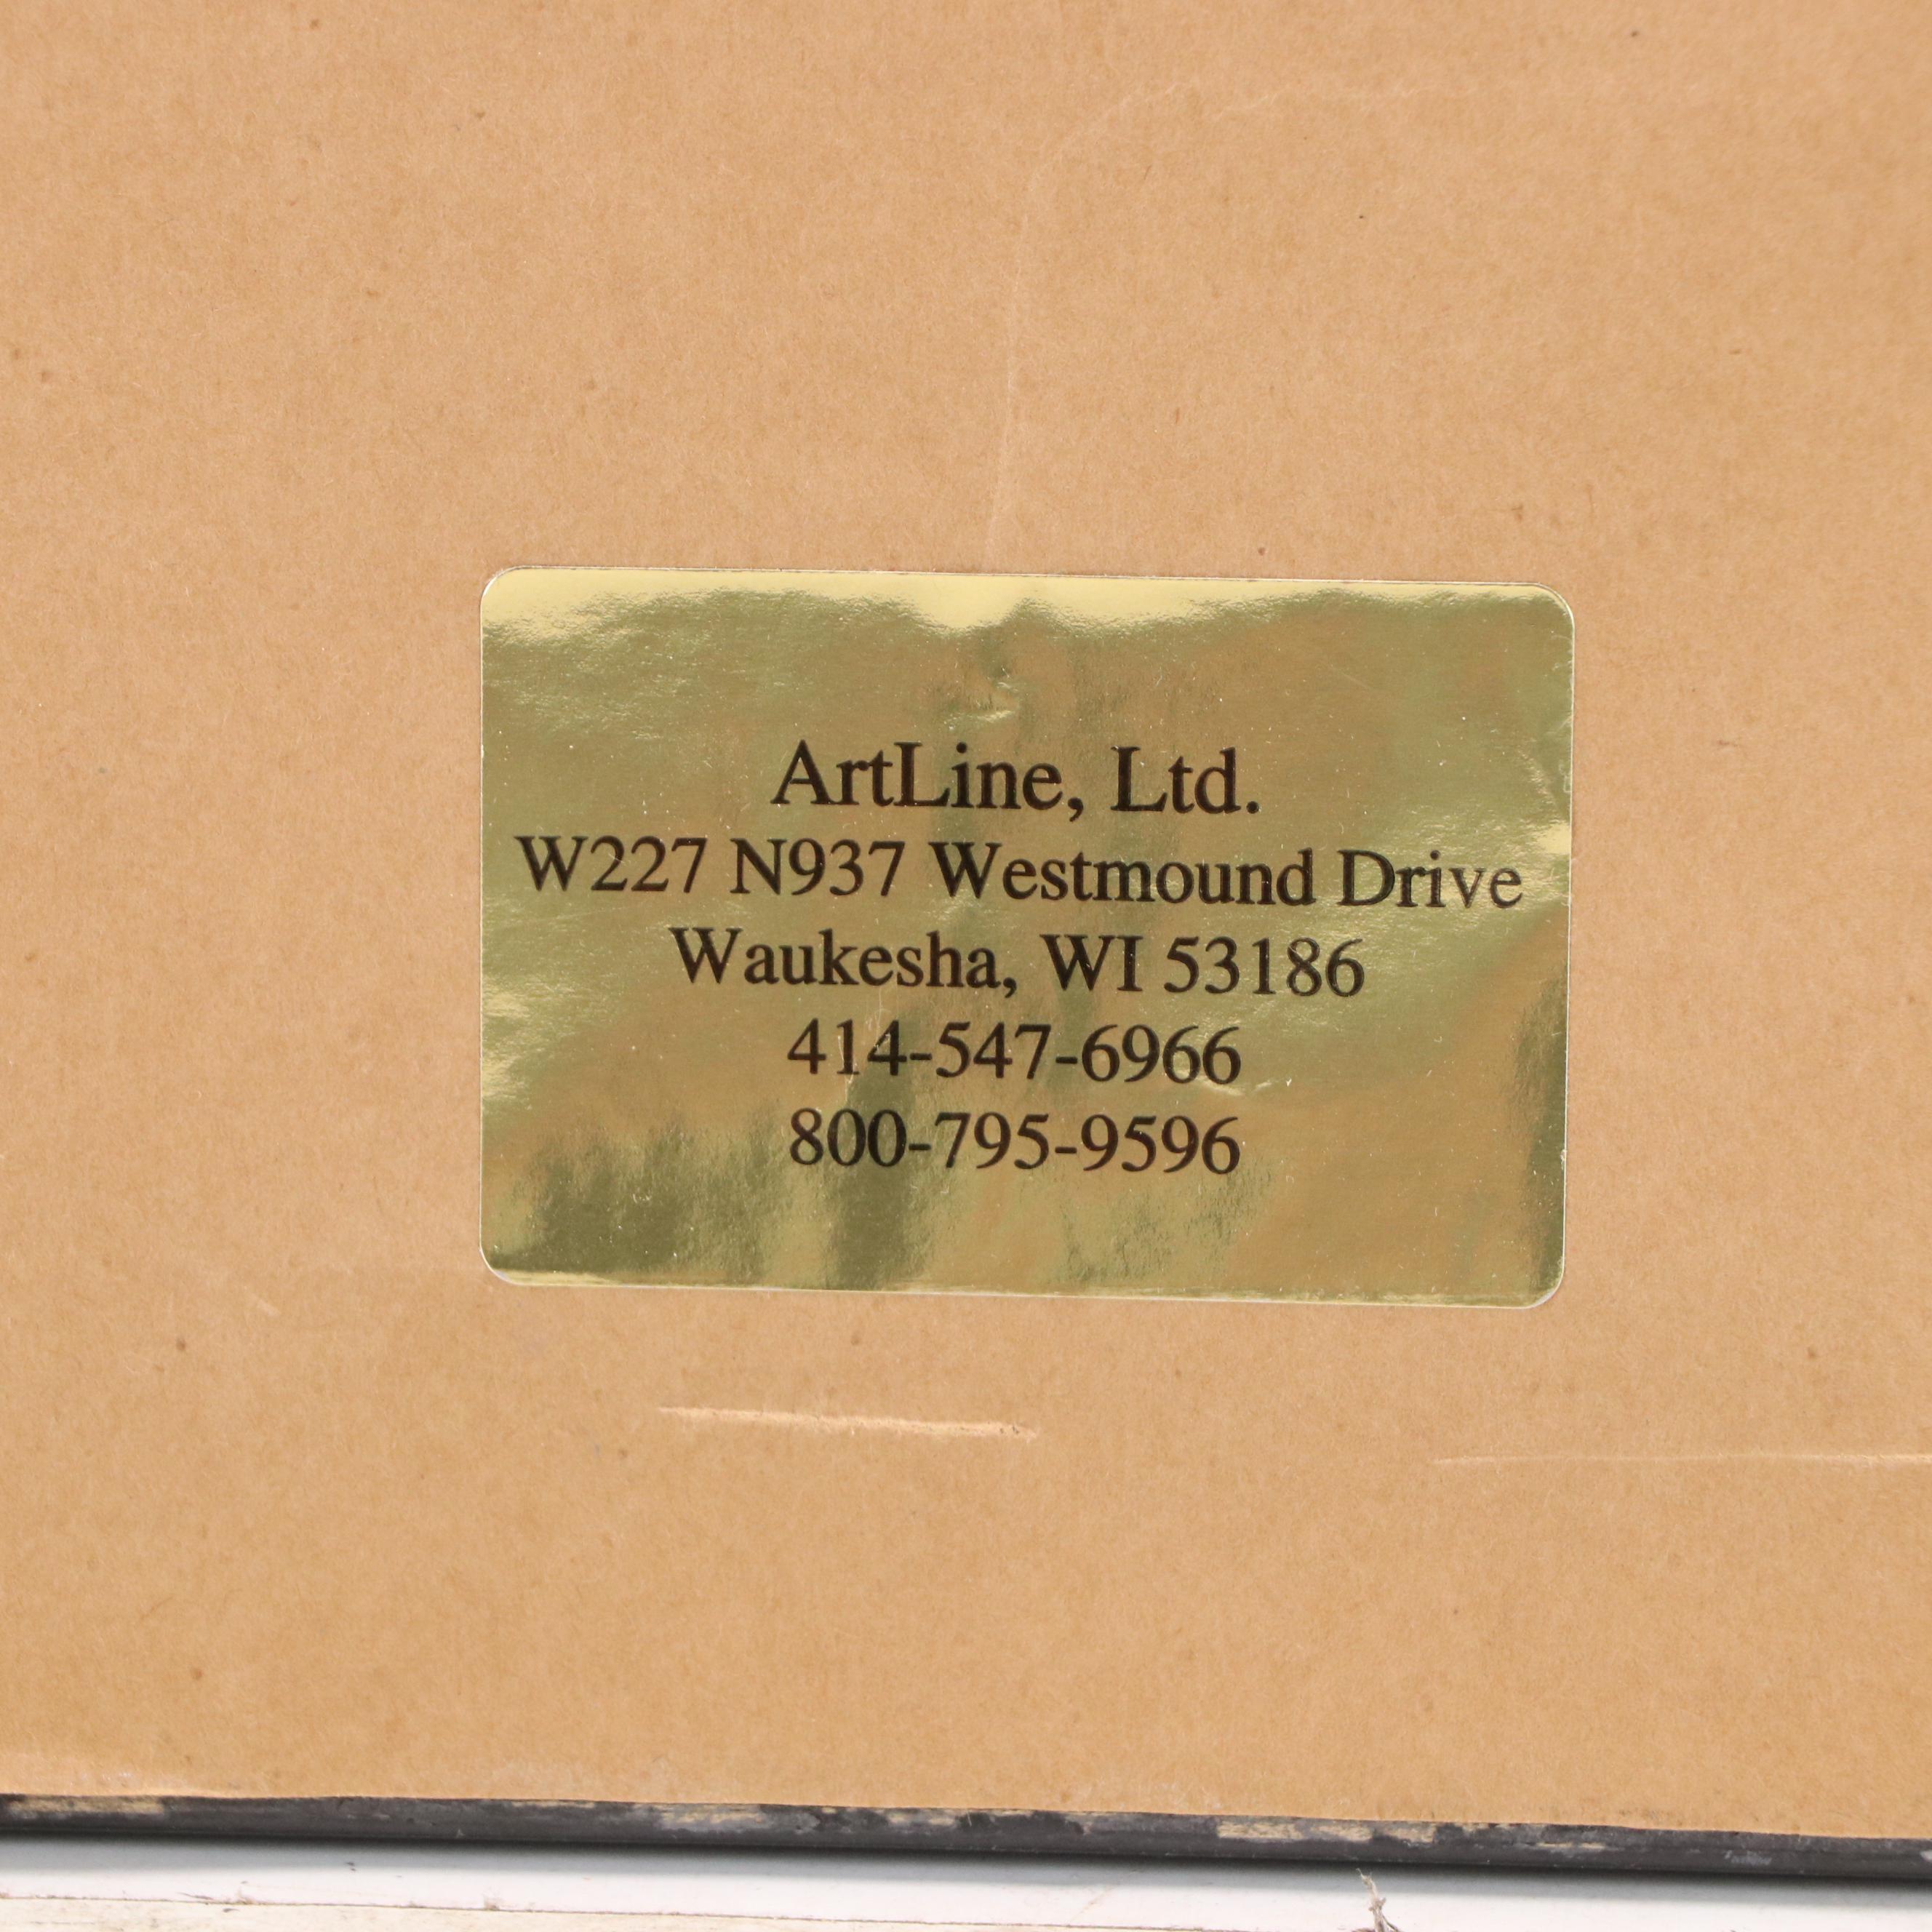 ArtLine, Ltd.
W227 N937 Westmound Drive
Waukesha, WI 53186
414-547-6966
800-795-9596